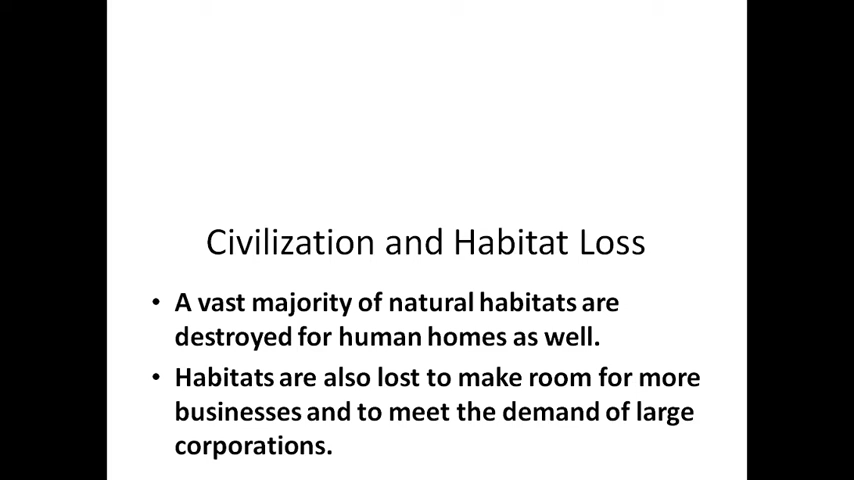 Civilization and Habitat Loss
• A vast majority of natural habitats are
destroyed for human homes as well.
• Habitats are also lost to make room for more
businesses and to meet the demand of large
corporations.